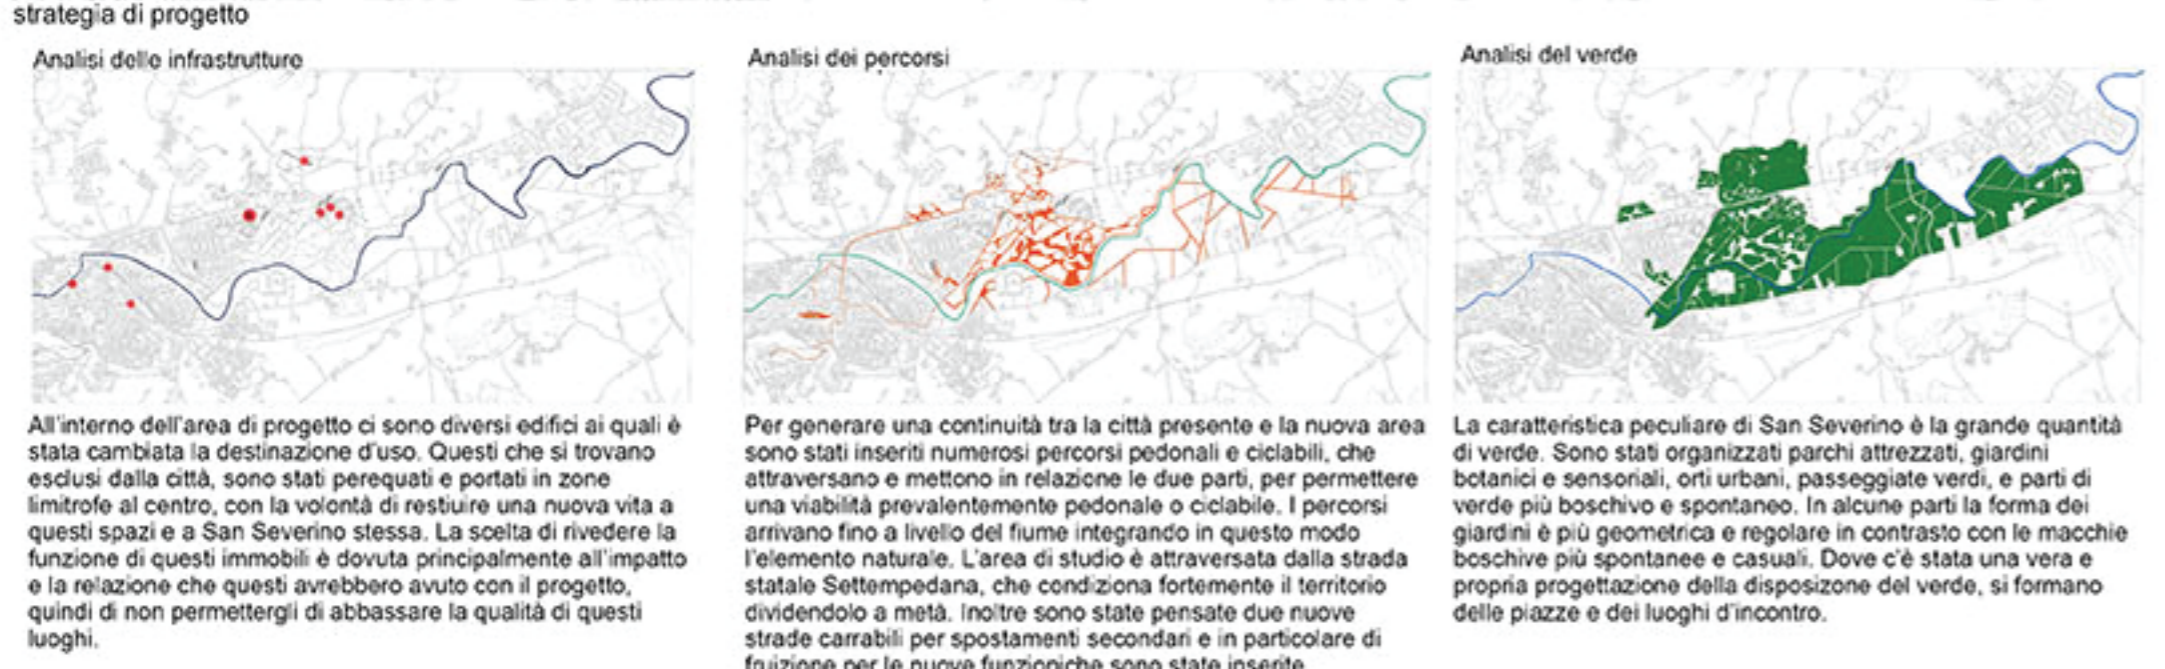 strategia di progetto
Analisi delle infrastrutture
All'interno dell'area di progetto ci sono diversi edifici ai quali è
stata cambiata la destinazione d'uso. Questi che si trovano
esclusi dalla città, sono stati perequati e portati in zone
limitrofe al centro, con la volontà di restiuire una nuova vita a
questi spazi e a San Severino stessa. La scelta di rivedere la
funzione di questi immobili è dovuta principalmente all'impatto
e la relazione che questi avrebbero avuto con il progetto,
quindi di non permettergli di abbassare la qualità di questi
luoghi.
Analisi dei percorsi
Per generare una continuità tra la città presente e la nuova area
sono stati inseriti numerosi percorsi pedonali e ciclabili, che
attraversano e mettono in relazione le due parti, per permettere
una viabilità prevalentemente pedonale o ciclabile. I percorsi
arrivano fino a livello del fiume integrando in questo modo
l'elemento naturale. L'area di studio è attraversata dalla strada
statale Settempedana, che condiziona fortemente il territorio
dividendolo a metà. Inoltre sono state pensate due nuove
strade carrabili per spostamenti secondari e in particolare di
fruizione per le nuove funzioniche sono state inserite
Analisi del verde
La caratteristica peculiare di San Severino è la grande quantità
di verde. Sono stati organizzati parchi attrezzati, giardini
botanici e sensoriali, orti urbani, passeggiate verdi, e parti di
verde più boschivo e spontaneo. In alcune parti la forma dei
giardini è più geometrica e regolare in contrasto con le macchie
boschive più spontanee e casuali. Dove c'è stata una vera e
propria progettazione della disposizone del verde, si formano
delle piazze e dei luoghi d'incontro.